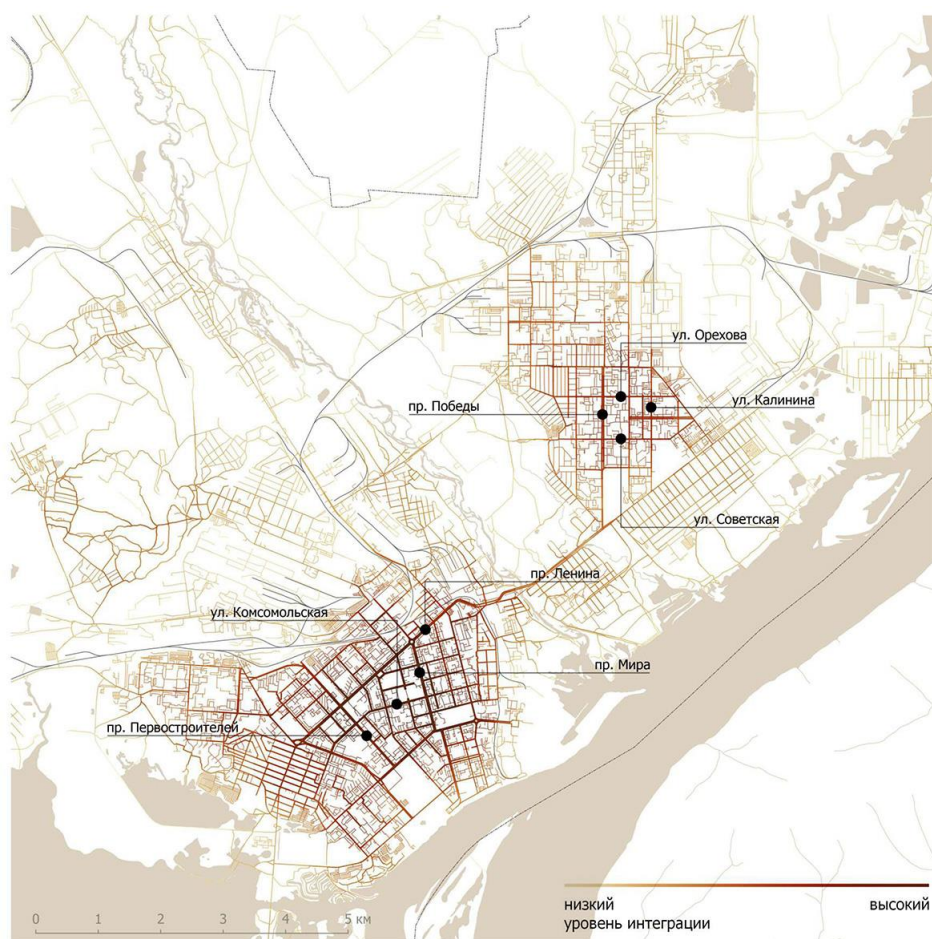 ул. Орехова
ул. Калинина
пр. Победы
ул. Советская
пр. Ленина
ул. Комсомольская
пр. Мира
пр. Первостроителей
низкий
высокий
уровень интеграции
0 1 2 3 4 5 км